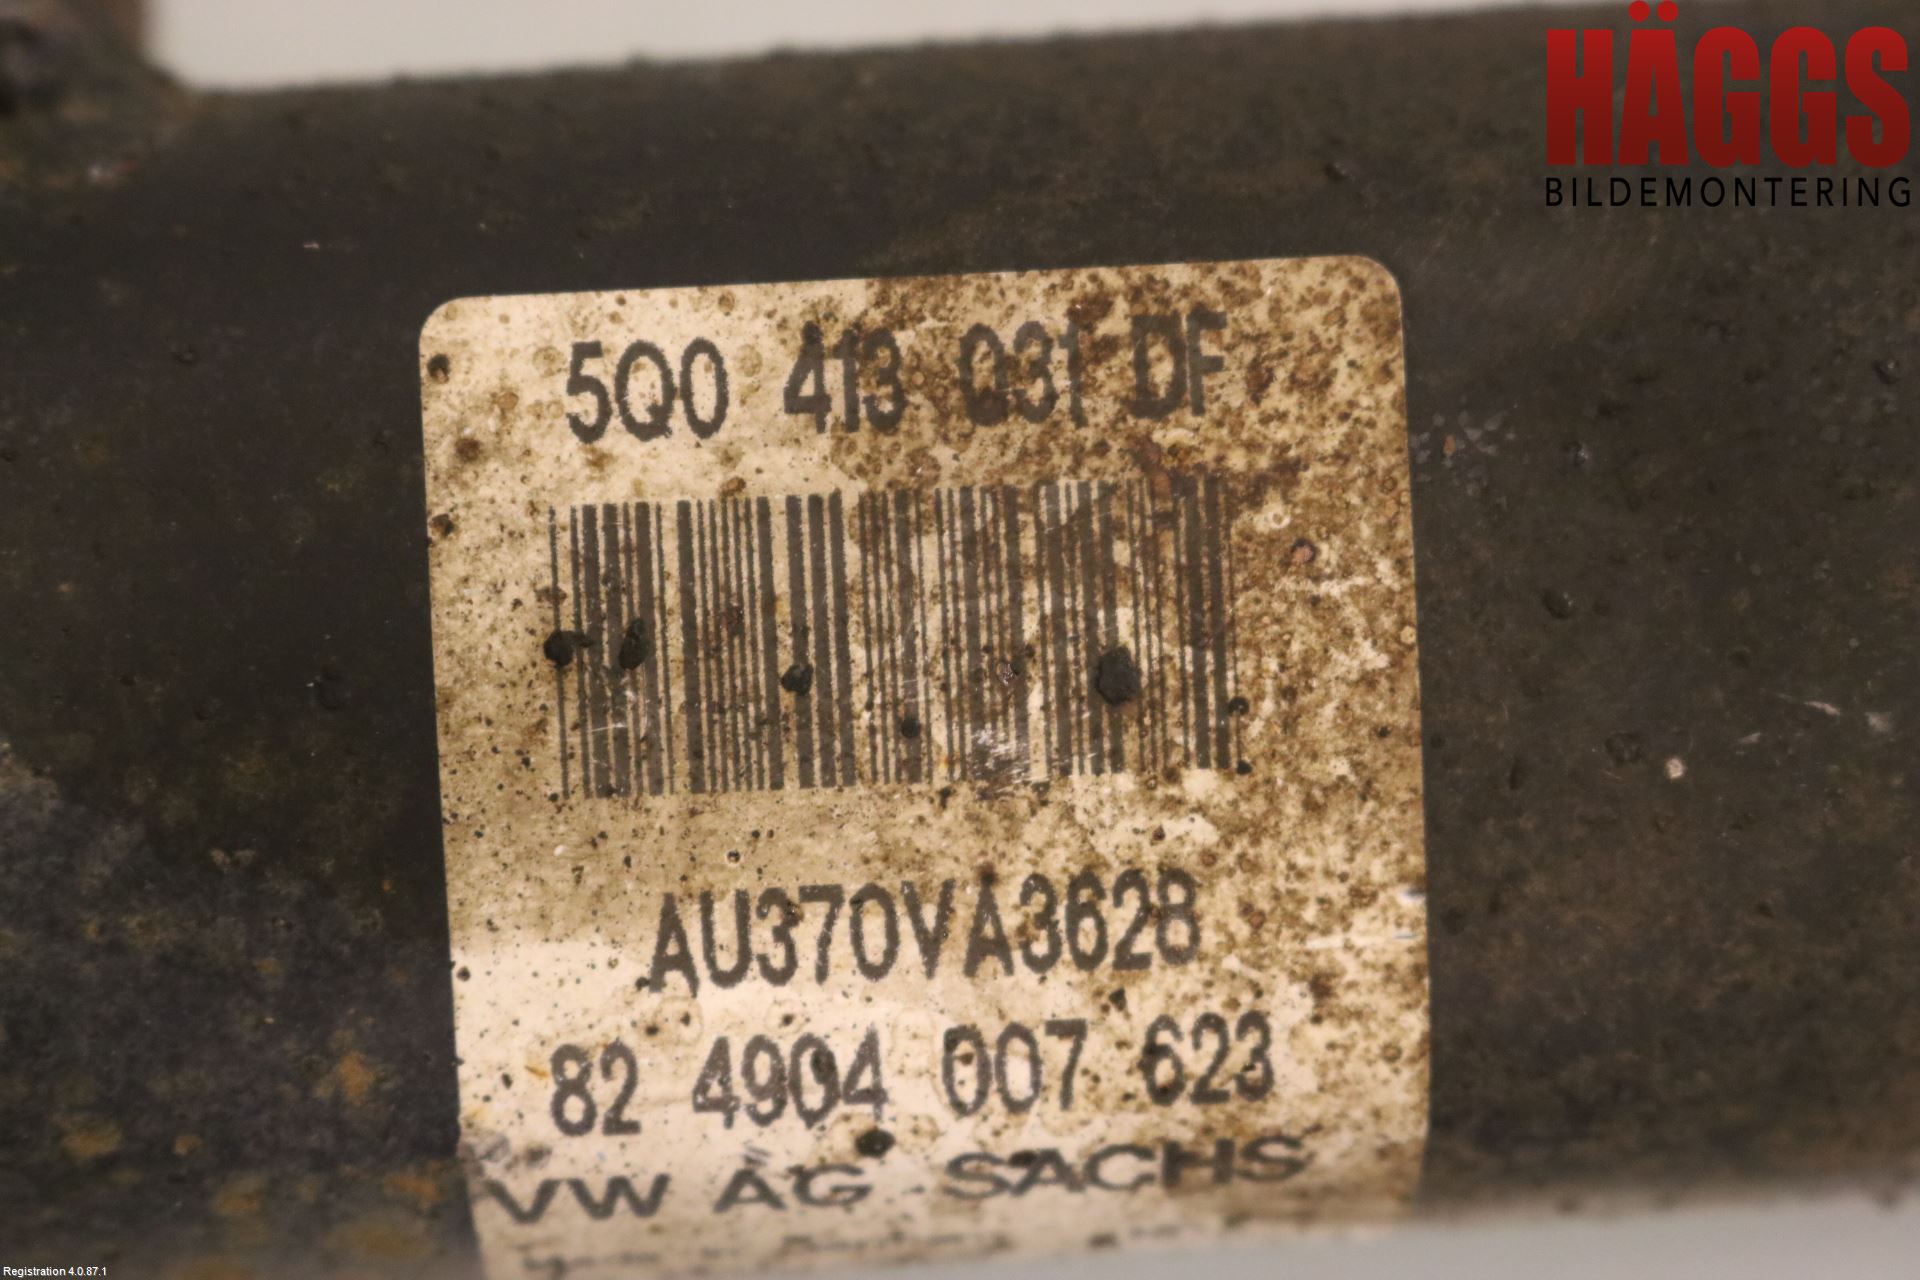 HÄGGS
BILDEMONTERING
5Q0 413 031 DF
AU370VA3628
82 4904 007 623
VW AG SACHS
Registration 4.0.87.1